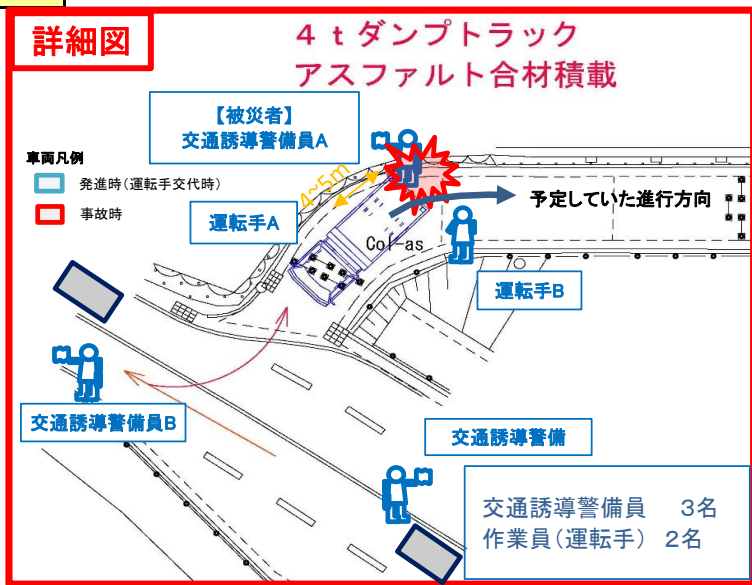 詳細図
4tダンプトラック
アスファルト合材積載
【被災者】
交通誘導警備員A
車両凡例
発進時(運転手交代時)
事故時
4~5m
運転手A
予定していた進行方向
Col-as
運転手B
交通誘導警備員B
交通誘導警備
交通誘導警備員 3名
作業員(運転手) 2名